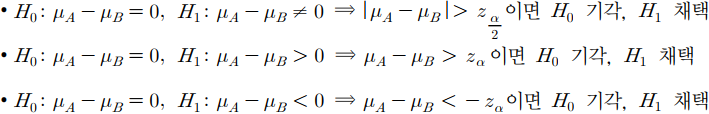 • H₀: μ_A − μ_B = 0, H₁: μ_A − μ_B ≠ 0 ⟹ |μ_A − μ_B| > z_{α/2} 이면 H₀ 기각, H₁ 채택
• H₀: μ_A − μ_B = 0, H₁: μ_A − μ_B > 0 ⟹ μ_A − μ_B > z_α 이면 H₀ 기각, H₁ 채택
• H₀: μ_A − μ_B = 0, H₁: μ_A − μ_B < 0 ⟹ μ_A − μ_B < − z_α 이면 H₀ 기각, H₁ 채택